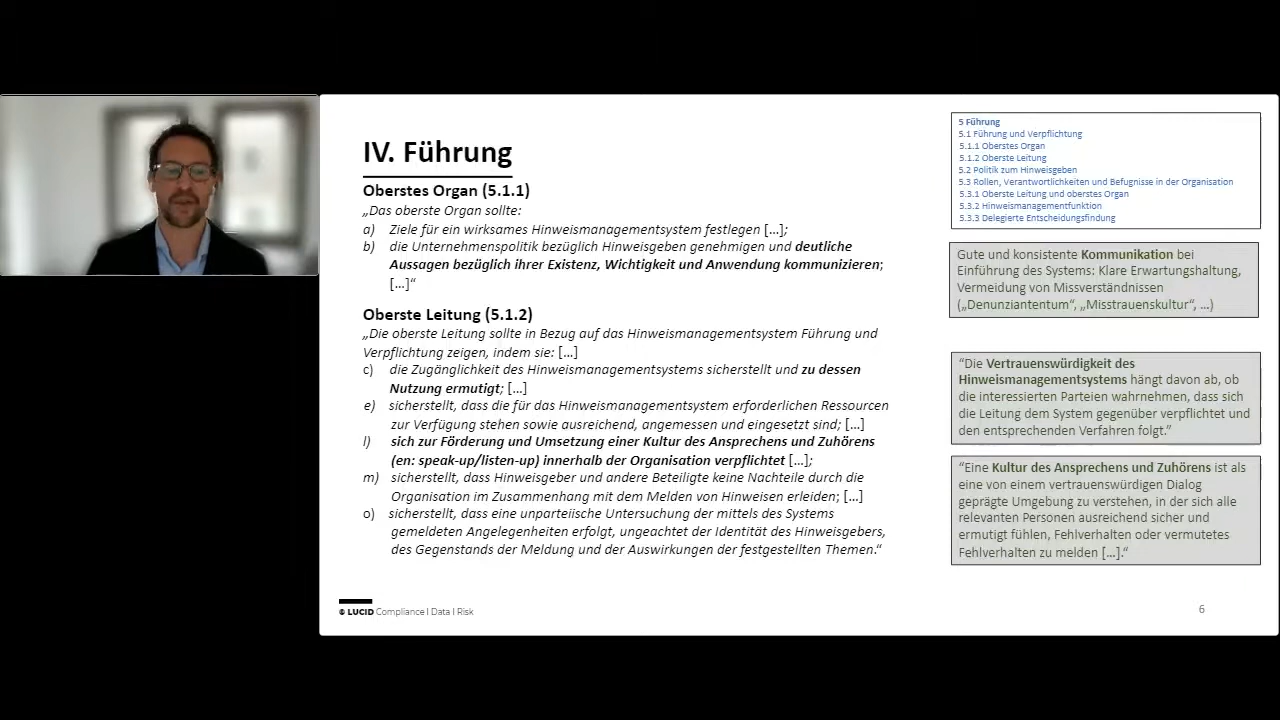 IV. Führung
Oberstes Organ (5.1.1)
„Das oberste Organ sollte:
a) Ziele für ein wirksames Hinweismanagementsystem festlegen […];
b) die Unternehmenspolitik bezüglich Hinweisgeben genehmigen und deutliche
Aussagen bezüglich ihrer Existenz, Wichtigkeit und Anwendung kommunizieren;
[…]“
Oberste Leitung (5.1.2)
„Die oberste Leitung sollte in Bezug auf das Hinweismanagementsystem Führung und
Verpflichtung zeigen, indem sie: […]
c) die Zugänglichkeit des Hinweismanagementsystems sicherstellt und zu dessen
Nutzung ermutigt; […]
e) sicherstellt, dass die für das Hinweismanagementsystem erforderlichen Ressourcen
zur Verfügung stehen sowie ausreichend, angemessen und eingesetzt sind; […]
l) sich zur Förderung und Umsetzung einer Kultur des Ansprechens und Zuhörens
(en: speak-up/listen-up) innerhalb der Organisation verpflichtet […];
m) sicherstellt, dass Hinweisgeber und andere Beteiligte keine Nachteile durch die
Organisation im Zusammenhang mit dem Melden von Hinweisen erleiden; […]
o) sicherstellt, dass eine unparteiische Untersuchung der mittels des Systems
gemeldeten Angelegenheiten erfolgt, ungeachtet der Identität des Hinweisgebers,
des Gegenstands der Meldung und der Auswirkungen der festgestellten Themen.“
5 Führung
5.1 Führung und Verpflichtung
5.1.1 Oberstes Organ
5.1.2 Oberste Leitung
5.2 Politik zum Hinweisgeben
5.3 Rollen, Verantwortlichkeiten und Befugnisse in der Organisation
5.3.1 Oberste Leitung und oberstes Organ
5.3.2 Hinweismanagementfunktion
5.3.3 Delegierte Entscheidungsfindung
Gute und konsistente Kommunikation bei
Einführung des Systems: Klare Erwartungshaltung,
Vermeidung von Missverständnissen
(„Denunziantentum“, „Misstrauenskultur“, …)
“Die Vertrauenswürdigkeit des
Hinweismanagementsystems hängt davon ab, ob
die interessierten Parteien wahrnehmen, dass sich
die Leitung dem System gegenüber verpflichtet und
den entsprechenden Verfahren folgt.”
“Eine Kultur des Ansprechens und Zuhörens ist als
eine von einem vertrauenswürdigen Dialog
geprägte Umgebung zu verstehen, in der sich alle
relevanten Personen ausreichend sicher und
ermutigt fühlen, Fehlverhalten oder vermutetes
Fehlverhalten zu melden […].“
© LUCID Compliance I Data I Risk
6